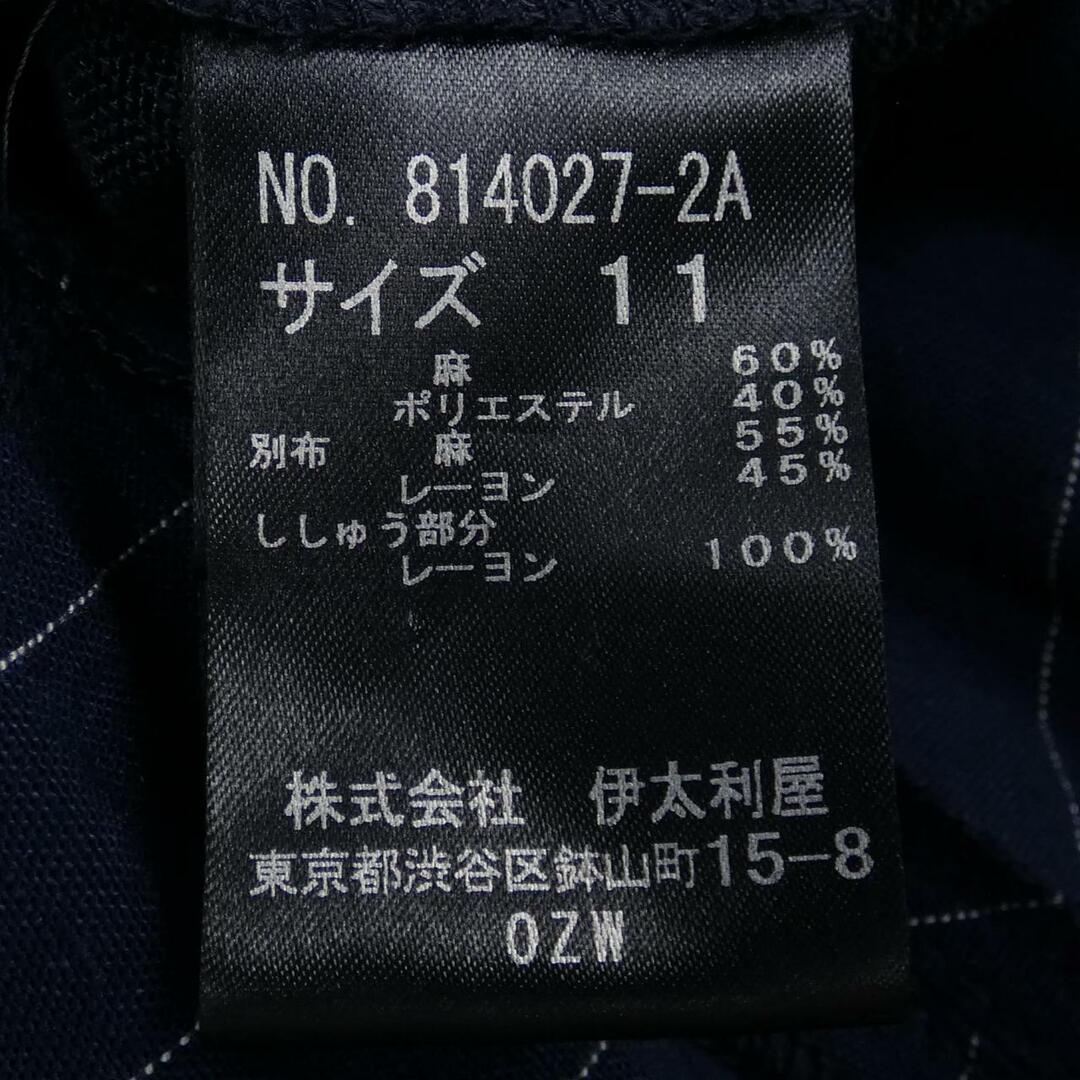 NO. 814027-2A
サイズ 11
麻 60%
ポリエステル 40%
別布 麻 55%
レーヨン 45%
ししゅう部分
レーヨン 100%
株式会社 伊太利屋
東京都渋谷区鉢山町15-8
OZW